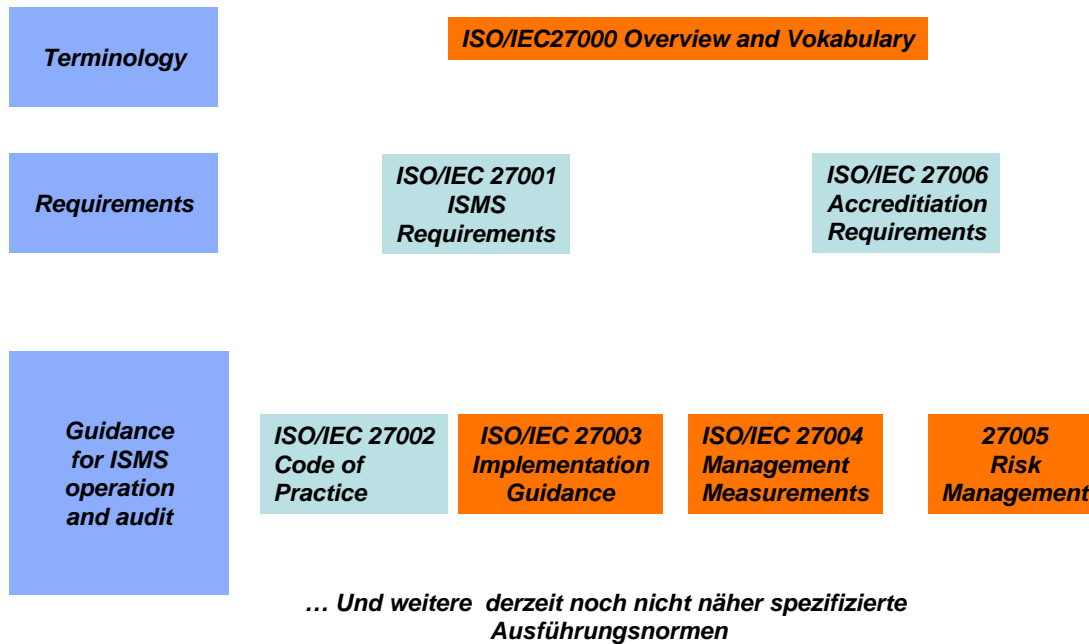 Terminology
ISO/IEC27000 Overview and Vokabulary
Requirements
ISO/IEC 27001
ISMS
Requirements
ISO/IEC 27006
Accreditiation
Requirements
Guidance
for ISMS
operation
and audit
ISO/IEC 27002
Code of
Practice
ISO/IEC 27003
Implementation
Guidance
ISO/IEC 27004
Management
Measurements
27005
Risk
Management
… Und weitere derzeit noch nicht näher spezifizierte
Ausführungsnormen